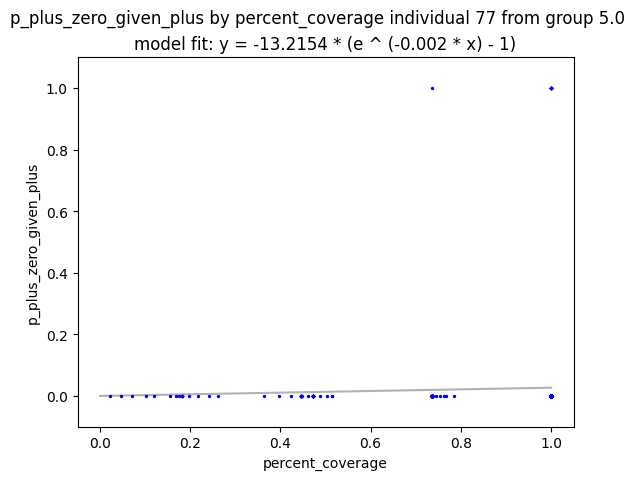 p_plus_zero_given_plus by percent_coverage individual 77 from group 5.0
model fit: y = -13.2154 * (e ^ (-0.002 * x) - 1)
1.0
0.8
0.6
0.4
0.2
0.0
p_plus_zero_given_plus
0.0 0.2 0.4 0.6 0.8 1.0
percent_coverage